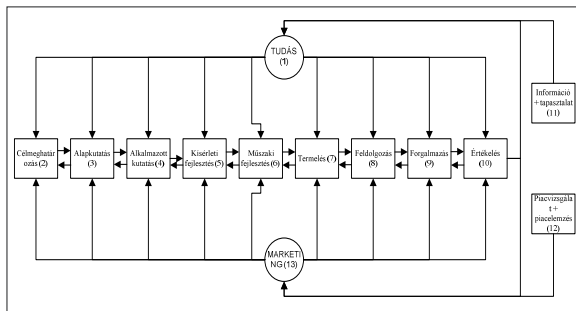 TUDÁS
(1)
Információ
+ tapasztalat
(11)
Célmeghatár
ozás (2)
Alapkutatás
(3)
Alkalmazott
kutatás (4)
Kísérleti
fejlesztés (5)
Műszaki
fejlesztés (6)
Termelés (7)
Feldolgozás
(8)
Forgalmazás
(9)
Értékelés
(10)
Piacvizsgála
t +
piacelemzés
(12)
MARKETI
NG (13)